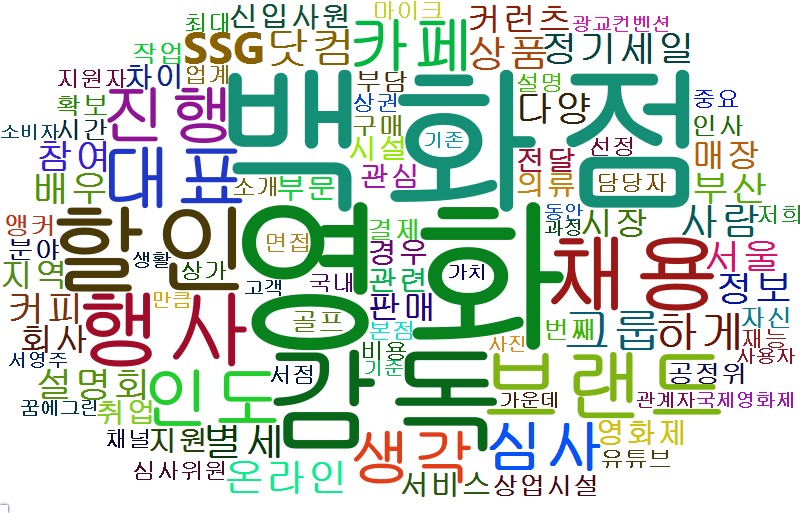 마이크
최대 신입사원 커런츠 광교컨벤션
작업 SSG 닷컴 카페 상품 정기세일
지원자 차이 업계 부담 설명
확보 진행 백화점 상권 다양 중요
소비자 시간 구매 기존 인사
참여 대표 시설 전달 선정 매장
배우 소개 부문 관심 의류 담당자 부산
앵커 할인 영화 결제 동안 시장 사람 저희
분야 생활 면접 경우 과정 채용 서울
지역 상가 국내 관련 가치 정보
커피 만큼 행사 고객 골프 판매 그룹 하게 자신
회사 본점 번째 재능
서영주 서점 비용 사진 사용자
설명회 인도 감독 기준 브랜드 공정위
꿈에그린 취업 가운데 관계자 국제영화제
채널 지원 별세 생각 심사 영화제
심사위원 온라인 서비스 상업시설 유튜브